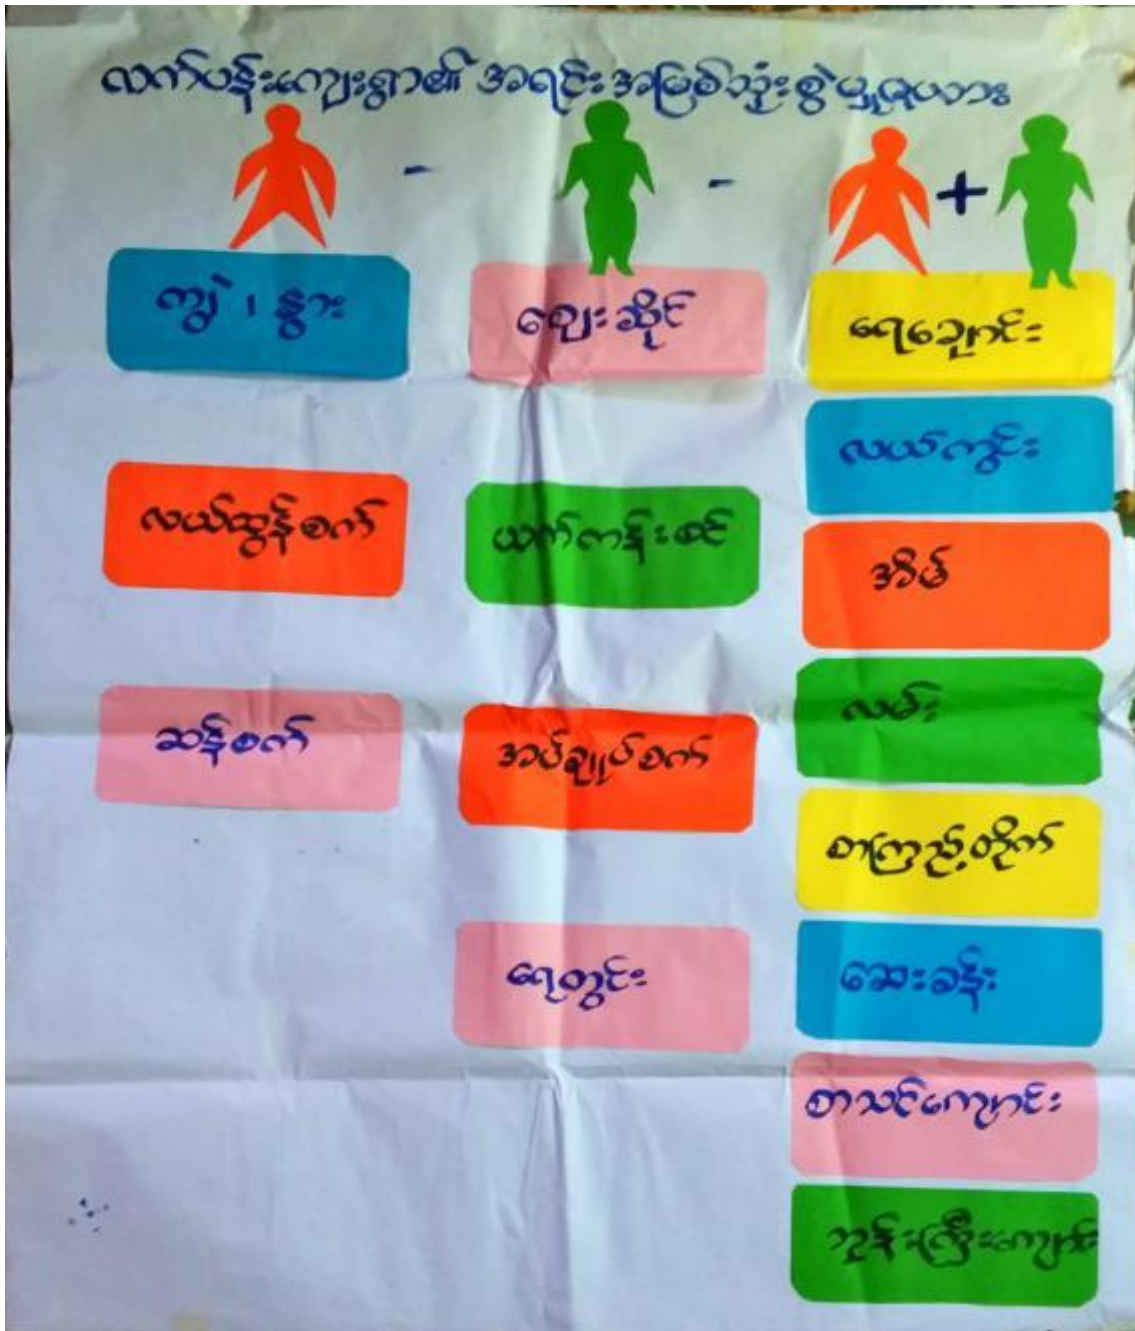 လက်ပန်းကျေးရွာ၏ အရင်းအမြစ်သုံးစွဲမှုဇယား
- -
+
ကျွဲ ၊ နွား
ဈေးဆိုင်
ရေချောင်း
လယ်ကွင်း
လယ်ထွန်စက်
ယက်ကန်းစင်
အိမ်
ဆန်စက်
အပ်ချုပ်စက်
လမ်း
စာကြည့်တိုက်
ရေတွင်း
ဆေးခန်း
စာသင်ကျောင်း
ဘုန်းကြီးကျောင်း